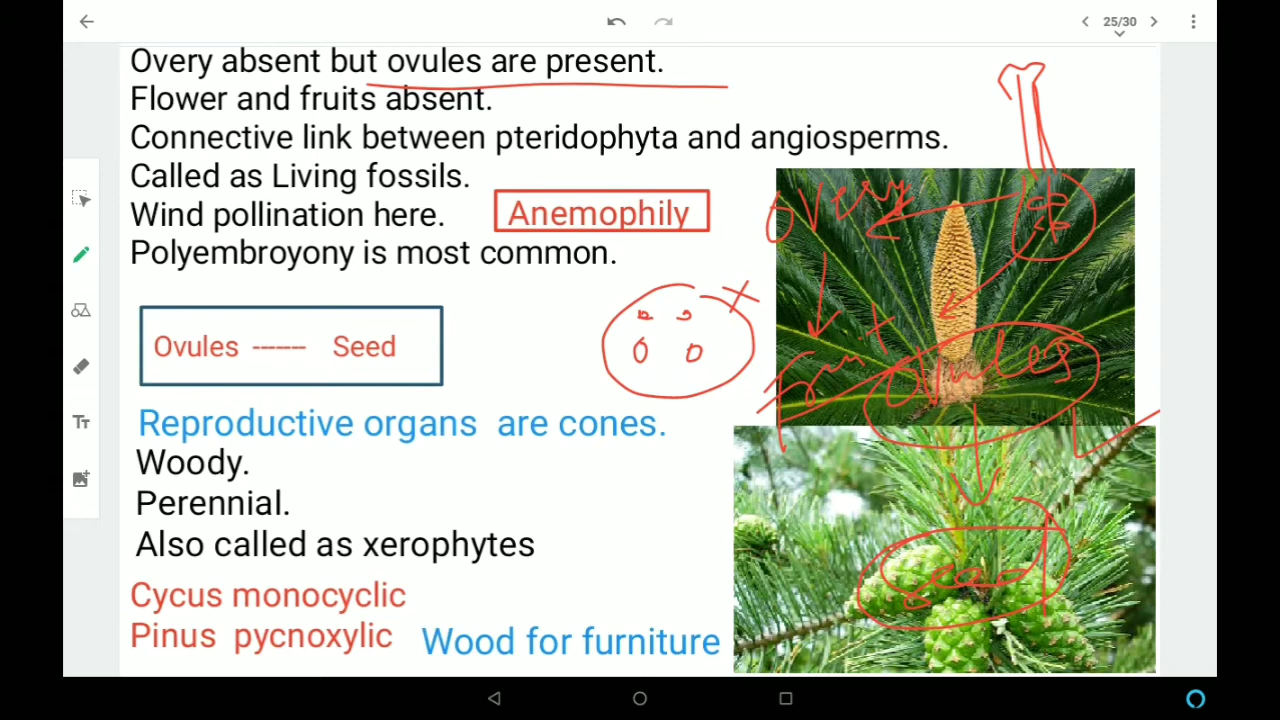 25/30
Overy absent but ovules are present.
Flower and fruits absent.
Connective link between pteridophyta and angiosperms.
Called as Living fossils.
Wind pollination here.
Anemophily
Polyembroyony is most common.
Overy
Ovules ------- Seed
ovules
Reproductive organs are cones.
Woody.
Perennial.
Also called as xerophytes
seed
Cycus monocyclic
Pinus pycnoxylic
Wood for furniture
Tт